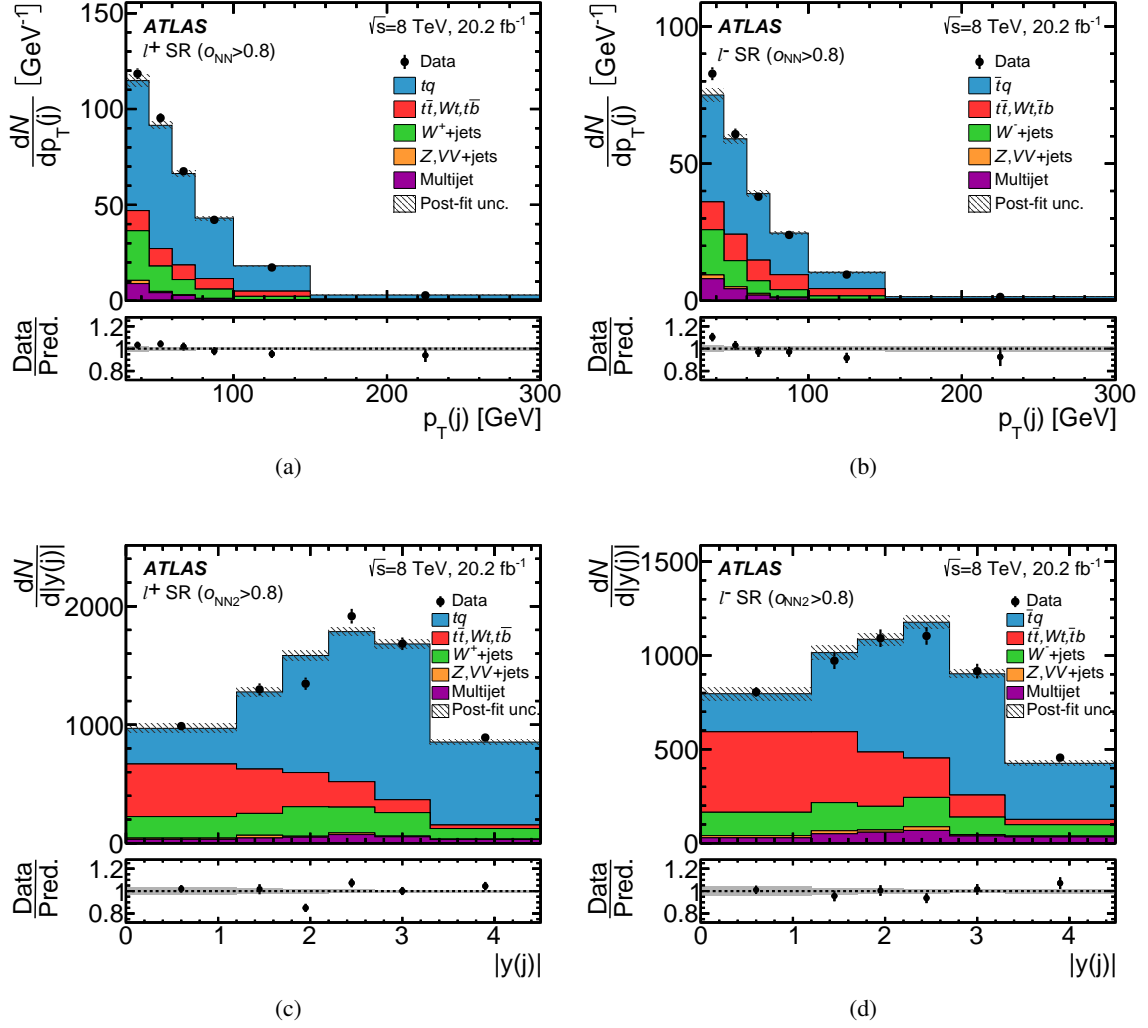 dN/dp_T(j) [GeV⁻¹]
150
100
50
0
ATLAS
√s=8 TeV, 20.2 fb⁻¹
l⁺ SR (o_NN>0.8)
Data
tq
tt̄,Wt,tb̄
W⁺+jets
Z,VV+jets
Multijet
Post-fit unc.
Data/Pred.
1.2
1
0.8
100 200 300
p_T(j) [GeV]
(a)
dN/dp_T(j) [GeV⁻¹]
100
50
0
ATLAS
√s=8 TeV, 20.2 fb⁻¹
l⁻ SR (o_NN>0.8)
Data
t̄q
tt̄,Wt,t̄b
W⁻+jets
Z,VV+jets
Multijet
Post-fit unc.
Data/Pred.
1.2
1
0.8
100 200 300
p_T(j) [GeV]
(b)
dN/d|y(j)|
2000
1000
0
ATLAS
√s=8 TeV, 20.2 fb⁻¹
l⁺ SR (o_NN2>0.8)
Data
tq
tt̄,Wt,tb̄
W⁺+jets
Z,VV+jets
Multijet
Post-fit unc.
Data/Pred.
1.2
1
0.8
0 1 2 3 4
|y(j)|
(c)
dN/d|y(j)|
1500
1000
500
0
ATLAS
√s=8 TeV, 20.2 fb⁻¹
l⁻ SR (o_NN2>0.8)
Data
t̄q
tt̄,Wt,t̄b
W⁻+jets
Z,VV+jets
Multijet
Post-fit unc.
Data/Pred.
1.2
1
0.8
0 1 2 3 4
|y(j)|
(d)